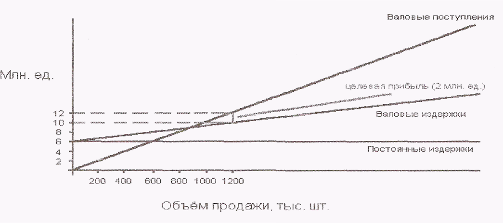 Валовые поступления
Млн. ед.
целевая прибыль (2 млн. ед.)
Валовые издержки
Постоянные издержки
12
10
8
6
4
2
200 400 600 800 1000 1200
Объём продажи, тыс. шт.